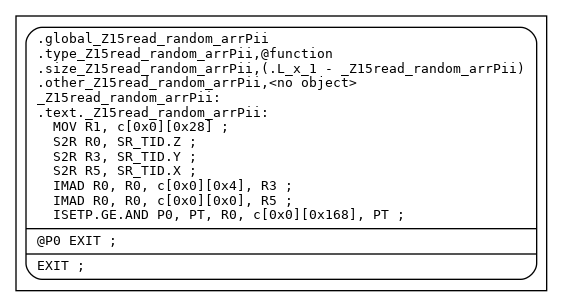 .global_Z15read_random_arrPii
.type_Z15read_random_arrPii,@function
.size_Z15read_random_arrPii,(.L_x_1 - _Z15read_random_arrPii)
.other_Z15read_random_arrPii,<no object>
_Z15read_random_arrPii:
.text._Z15read_random_arrPii:
MOV R1, c[0x0][0x28] ;
S2R R0, SR_TID.Z ;
S2R R3, SR_TID.Y ;
S2R R5, SR_TID.X ;
IMAD R0, R0, c[0x0][0x4], R3 ;
IMAD R0, R0, c[0x0][0x0], R5 ;
ISETP.GE.AND P0, PT, R0, c[0x0][0x168], PT ;
@P0 EXIT ;
EXIT ;